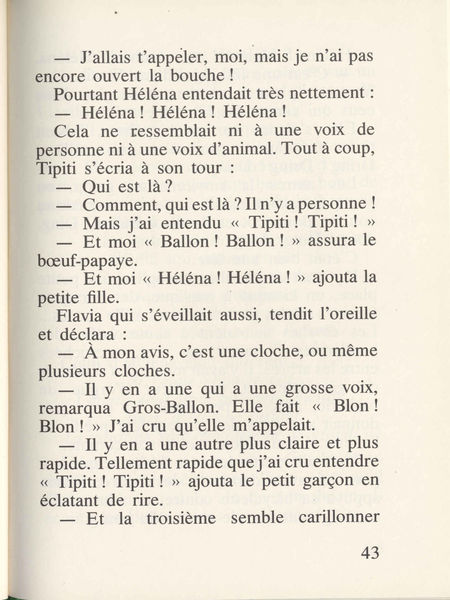 — J'allais t'appeler, moi, mais je n'ai pas
encore ouvert la bouche !
Pourtant Héléna entendait très nettement :
— Héléna ! Héléna ! Héléna !
Cela ne ressemblait ni à une voix de
personne ni à une voix d'animal. Tout à coup,
Tipiti s'écria à son tour :
— Qui est là ?
— Comment, qui est là ? Il n'y a personne !
— Mais j'ai entendu « Tipiti ! Tipiti ! »
— Et moi « Ballon ! Ballon ! » assura le
bœuf-papaye.
— Et moi « Héléna ! Héléna ! » ajouta la
petite fille.
Flavia qui s'éveillait aussi, tendit l'oreille
et déclara :
— À mon avis, c'est une cloche, ou même
plusieurs cloches.
— Il y en a une qui a une grosse voix,
remarqua Gros-Ballon. Elle fait « Blon !
Blon ! » J'ai cru qu'elle m'appelait.
— Il y en a une autre plus claire et plus
rapide. Tellement rapide que j'ai cru entendre
« Tipiti ! Tipiti ! » ajouta le petit garçon en
éclatant de rire.
— Et la troisième semble carillonner
43